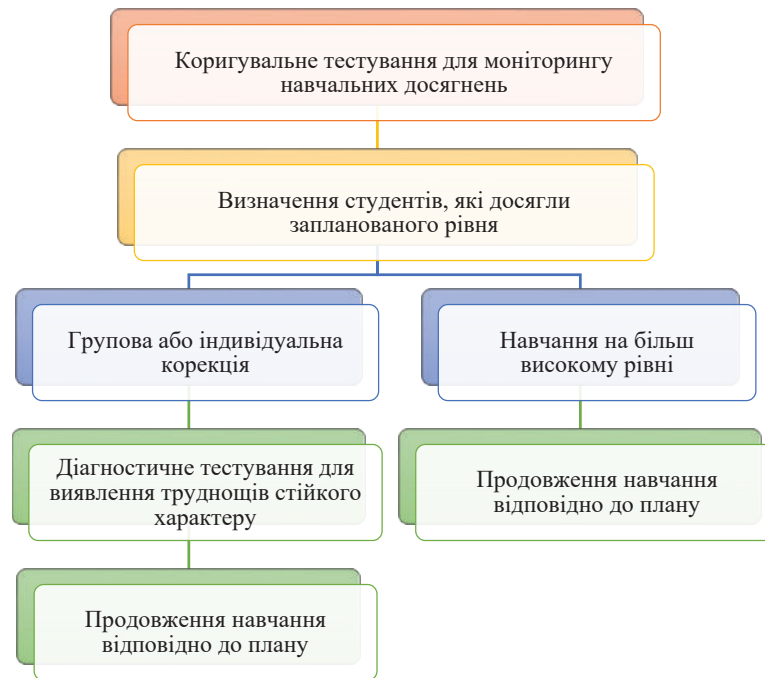 Коригувальне тестування для моніторингу
навчальних досягнень
Визначення студентів, які досягли
запланованого рівня
Групова або індивідуальна
корекція
Навчання на більш
високому рівні
Діагностичне тестування для
виявлення труднощів стійкого
характеру
Продовження навчання
відповідно до плану
Продовження навчання
відповідно до плану